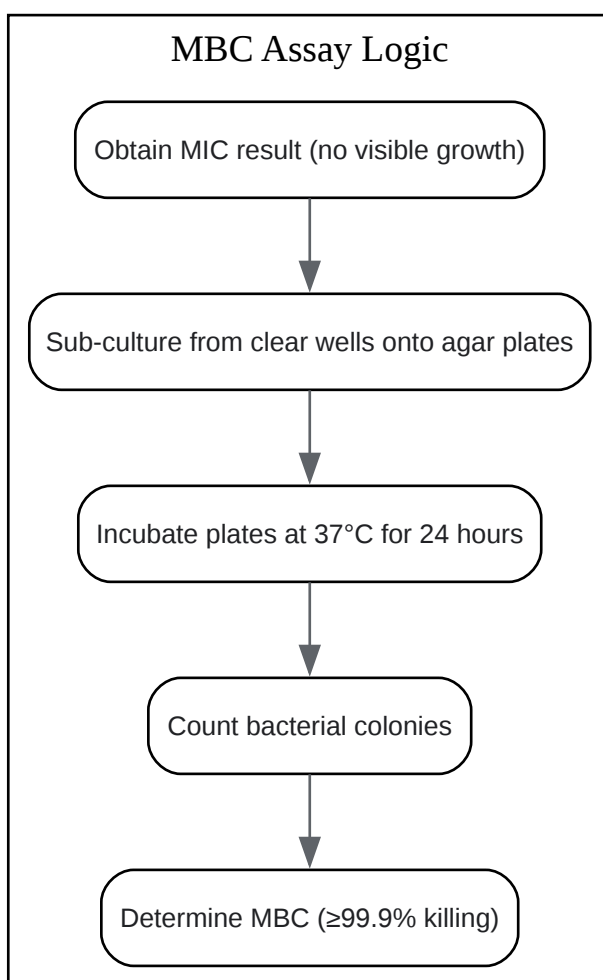 MBC Assay Logic
Obtain MIC result (no visible growth)
Sub-culture from clear wells onto agar plates
Incubate plates at 37°C for 24 hours
Count bacterial colonies
Determine MBC (≥99.9% killing)